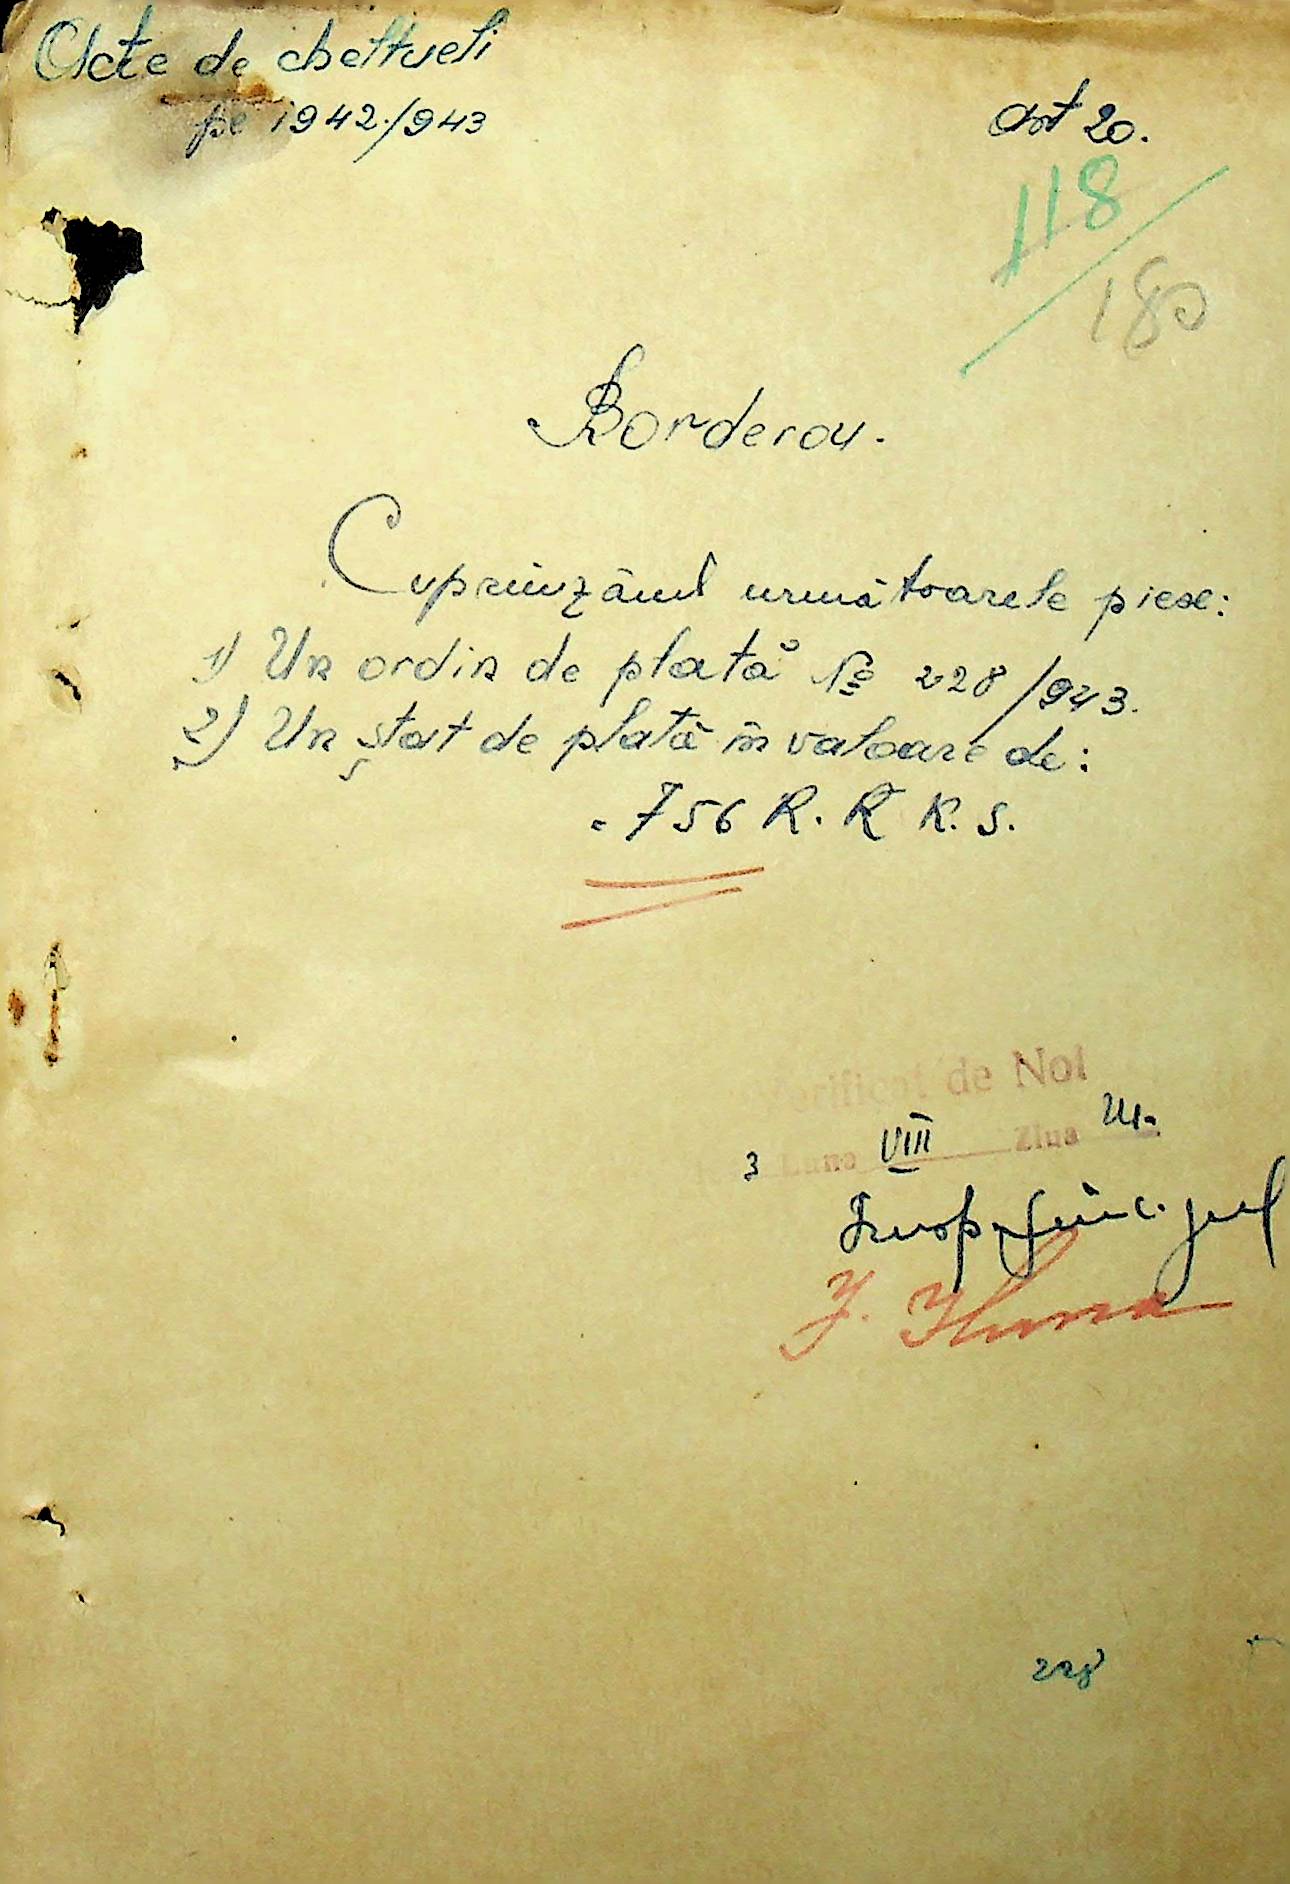 Acte de cheltueli
pe 1942./943
Art 20.
118
180
Borderou.
Cuprinzând următoarele piese:
1) Un ordin de plată No 228/943.
2) Un ștat de plată în valoare de:
756 R. K K. S.
Verificat de Noi
3 Luna VIII Ziua
228